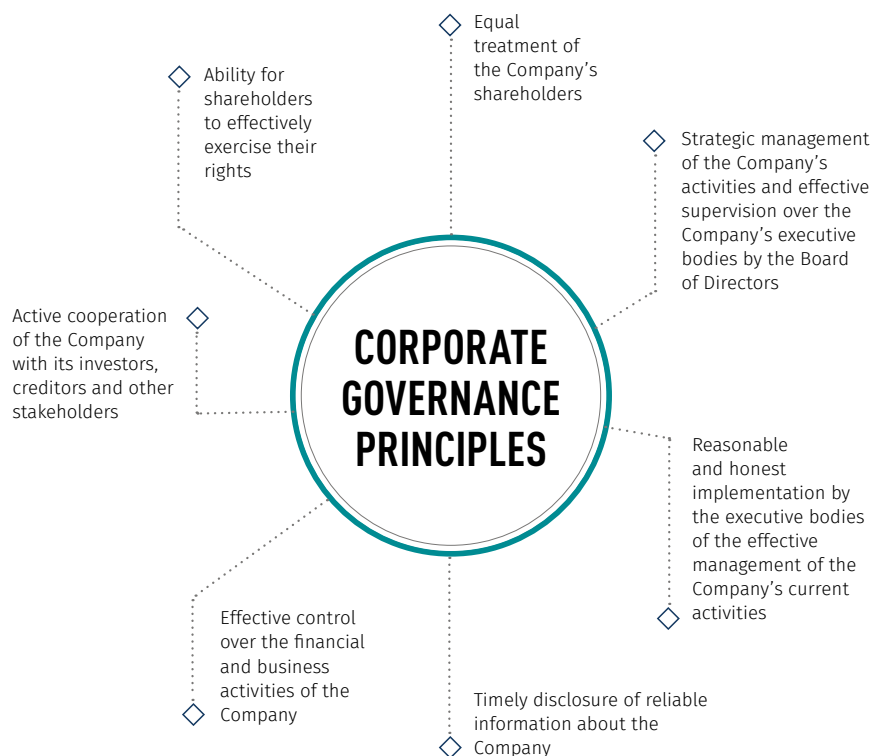 Equal
treatment of
the Company's
shareholders
Ability for
shareholders
to effectively
exercise their
rights
Strategic management
of the Company's
activities and effective
supervision over the
Company's executive
bodies by the Board
of Directors
Active cooperation
of the Company
with its investors,
creditors and other
stakeholders
CORPORATE
GOVERNANCE
PRINCIPLES
Reasonable
and honest
implementation by
the executive bodies
of the effective
management of the
Company's current
activities
Effective control
over the financial
and business
activities of the
Company
Timely disclosure of reliable
information about the
Company